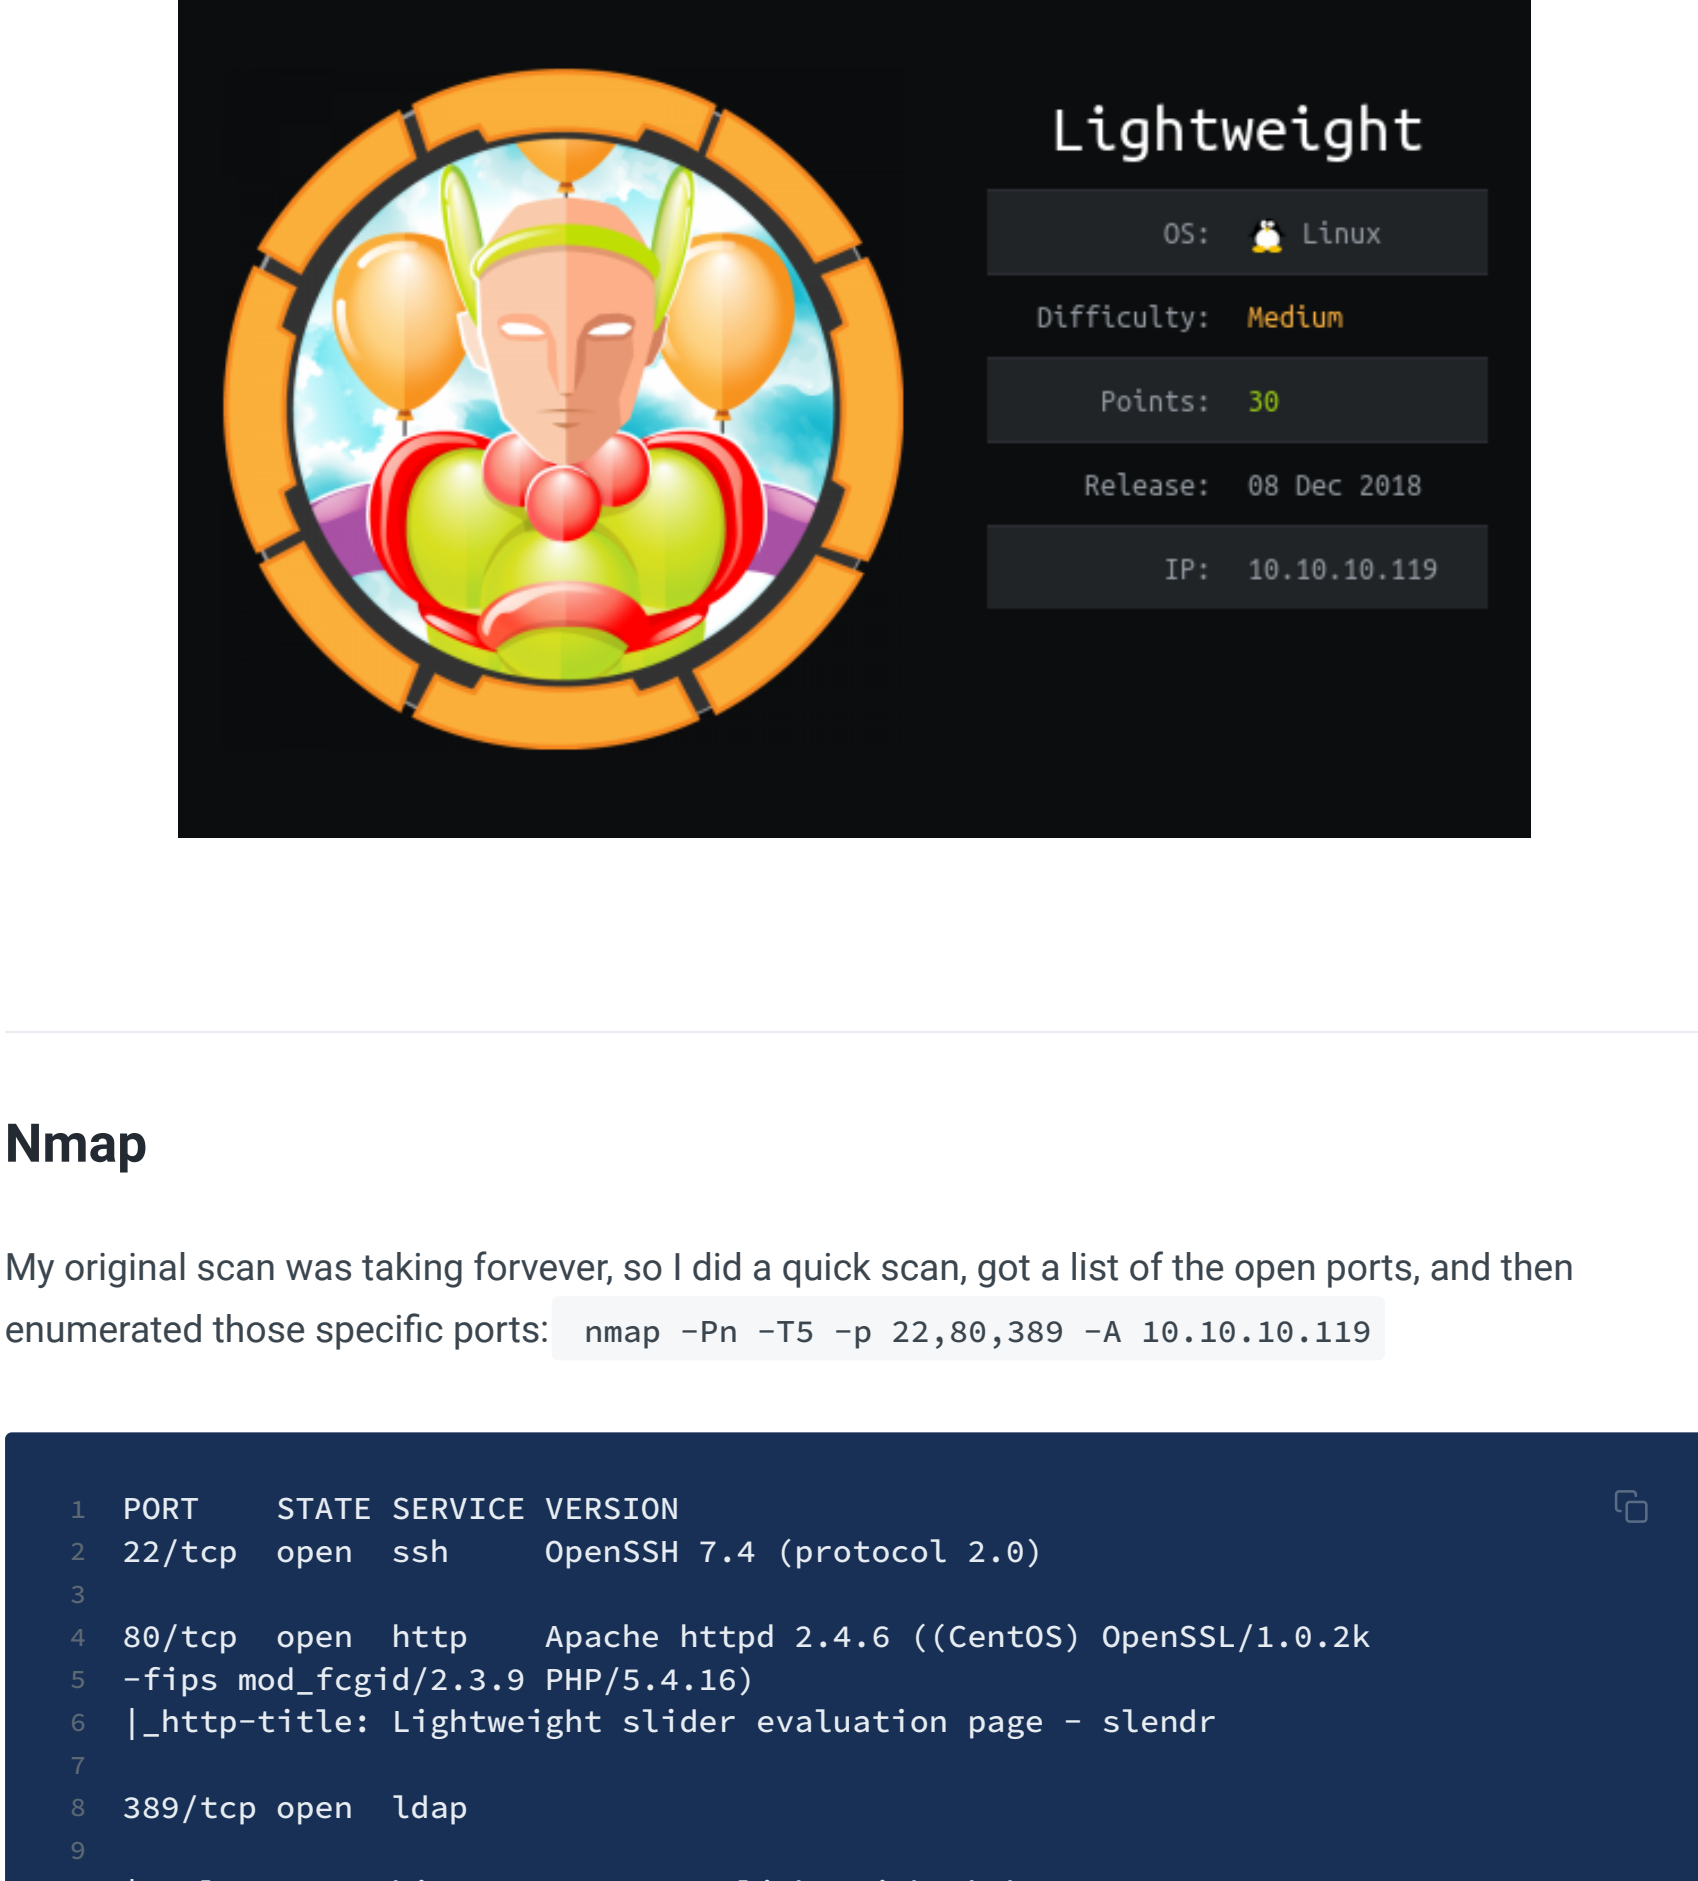 Lightweight
OS: Linux
Difficulty: Medium
Points: 30
Release: 08 Dec 2018
IP: 10.10.10.119
Nmap
My original scan was taking forvever, so I did a quick scan, got a list of the open ports, and then
enumerated those specific ports: nmap -Pn -T5 -p 22,80,389 -A 10.10.10.119
1 PORT STATE SERVICE VERSION
2 22/tcp open ssh OpenSSH 7.4 (protocol 2.0)
3
4 80/tcp open http Apache httpd 2.4.6 ((CentOS) OpenSSL/1.0.2k
5 -fips mod_fcgid/2.3.9 PHP/5.4.16)
6 |_http-title: Lightweight slider evaluation page - slendr
7
8 389/tcp open ldap
9